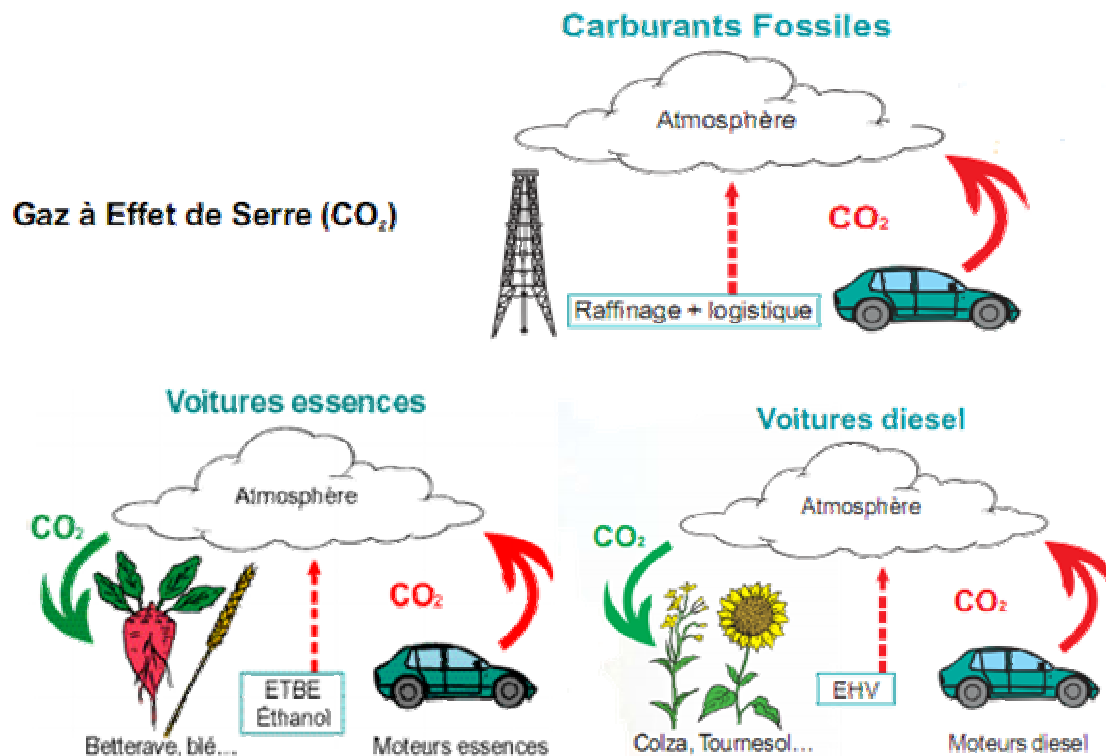 Carburants Fossiles
Atmosphère
Gaz à Effet de Serre (CO₂)
CO₂
Raffinage + logistique
Voitures essences
Atmosphère
CO₂
CO₂
ETBE
Éthanol
Betterave, blé...
Moteurs essences
Voitures diesel
Atmosphère
CO₂
CO₂
EHV
Colza, Tournesol...
Moteurs diesel